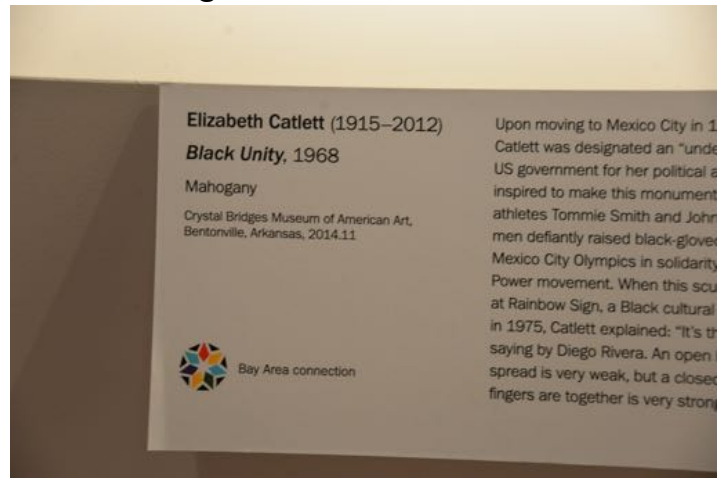 Elizabeth Catlett (1915–2012)
Black Unity, 1968
Mahogany
Crystal Bridges Museum of American Art,
Bentonville, Arkansas, 2014.11
Bay Area connection
Upon moving to Mexico City in
Catlett was designated an
US government for her political
inspired to make this monument
athletes Tommie Smith and John
men defiantly raised
Mexico City Olympics in solidarity
Power movement. When this
at Rainbow Sign, a Black cultural
in 1975, Catlett explained: "It's
saying by Diego Rivera. An open
spread is very weak, but a closed
fingers are together is very strong